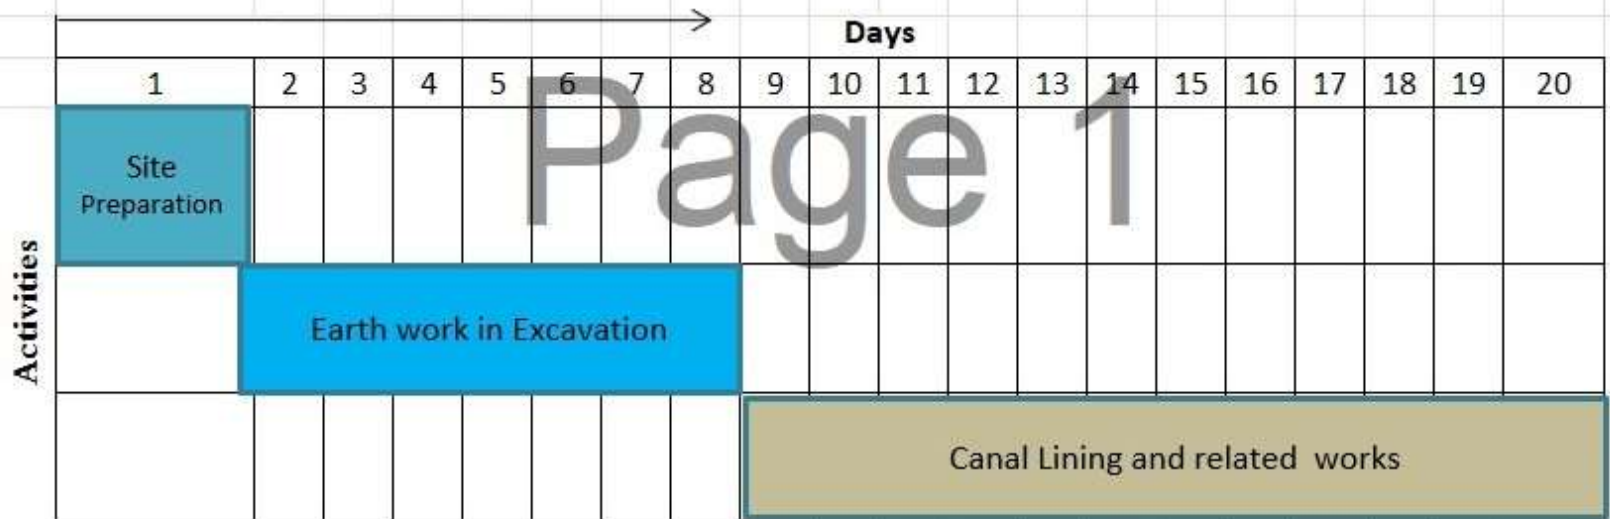 Days
1 2 3 4 5 6 7 8 9 10 11 12 13 14 15 16 17 18 19 20
Page 1
Site
Preparation
Activities
Earth work in Excavation
Canal Lining and related works